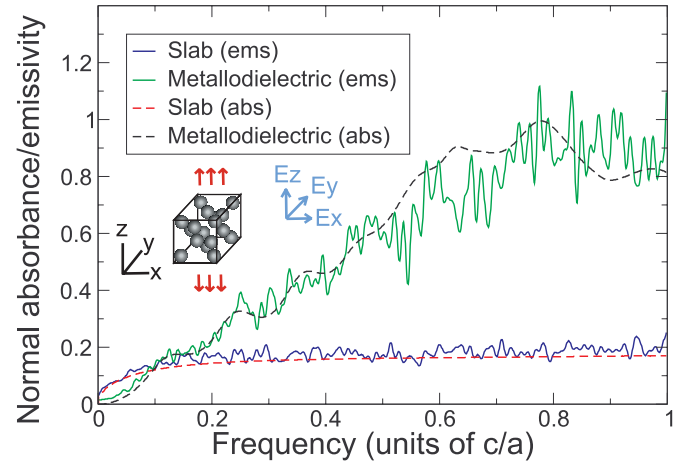 Normal absorbance/emissivity
1.2
1
0.8
0.6
0.4
0.2
0
Slab (ems)
Metallodielectric (ems)
Slab (abs)
Metallodielectric (abs)
↑↑↑
Ez
Ey
Ex
z
y
x
↓↓↓
0
0.2
0.4
0.6
0.8
1
Frequency (units of c/a)